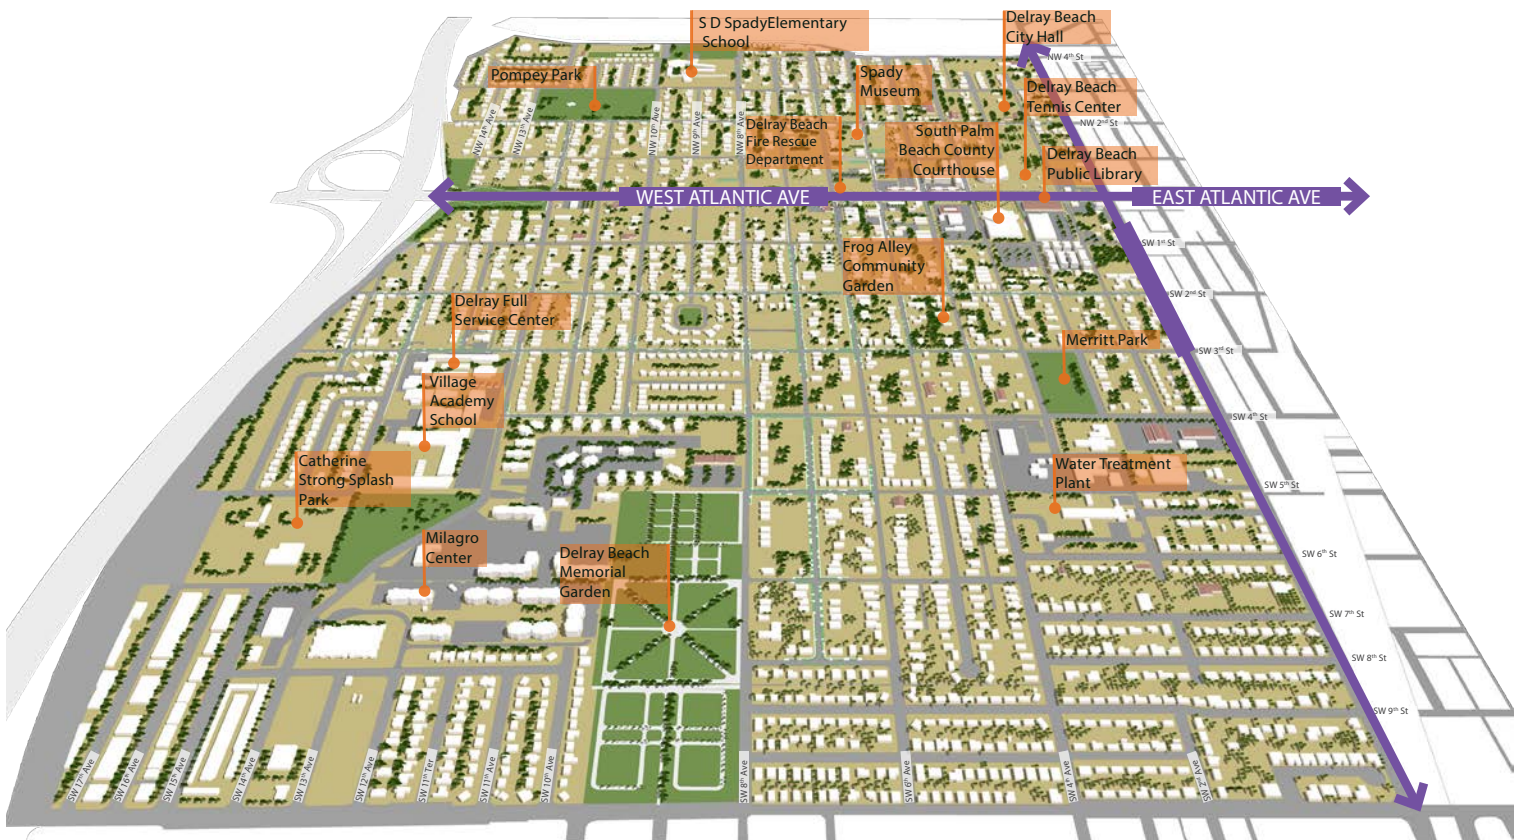 S D SpadyElementary
School
Delray Beach
City Hall
NW 4th St
Pompey Park
Spady
Museum
Delray Beach
Tennis Center
NW 14th Ave
NW 13th Ave
NW 10th Ave
NW 9th Ave
NW 8th Ave
Delray Beach
Fire Rescue
Department
South Palm
Beach County
Courthouse
NW 2nd St
Delray Beach
Public Library
WEST ATLANTIC AVE
EAST ATLANTIC AVE
SW 1st St
Frog Alley
Community
Garden
SW 2nd St
Delray Full
Service Center
Merritt Park
SW 3rd St
Village
Academy
School
SW 4th St
Catherine
Strong Splash
Park
Water Treatment
Plant
SW 5th St
Milagro
Center
Delray Beach
Memorial
Garden
SW 6th St
SW 7th St
SW 8th St
SW 9th St
SW 17th Ave
SW 16th Ave
SW 15th Ave
SW 14th Ave
SW 13th Ave
SW 12th Ave
SW 11th Ter
SW 11th Ave
SW 10th Ave
SW 8th Ave
SW 6th Ave
SW 4th Ave
SW 2nd Ave